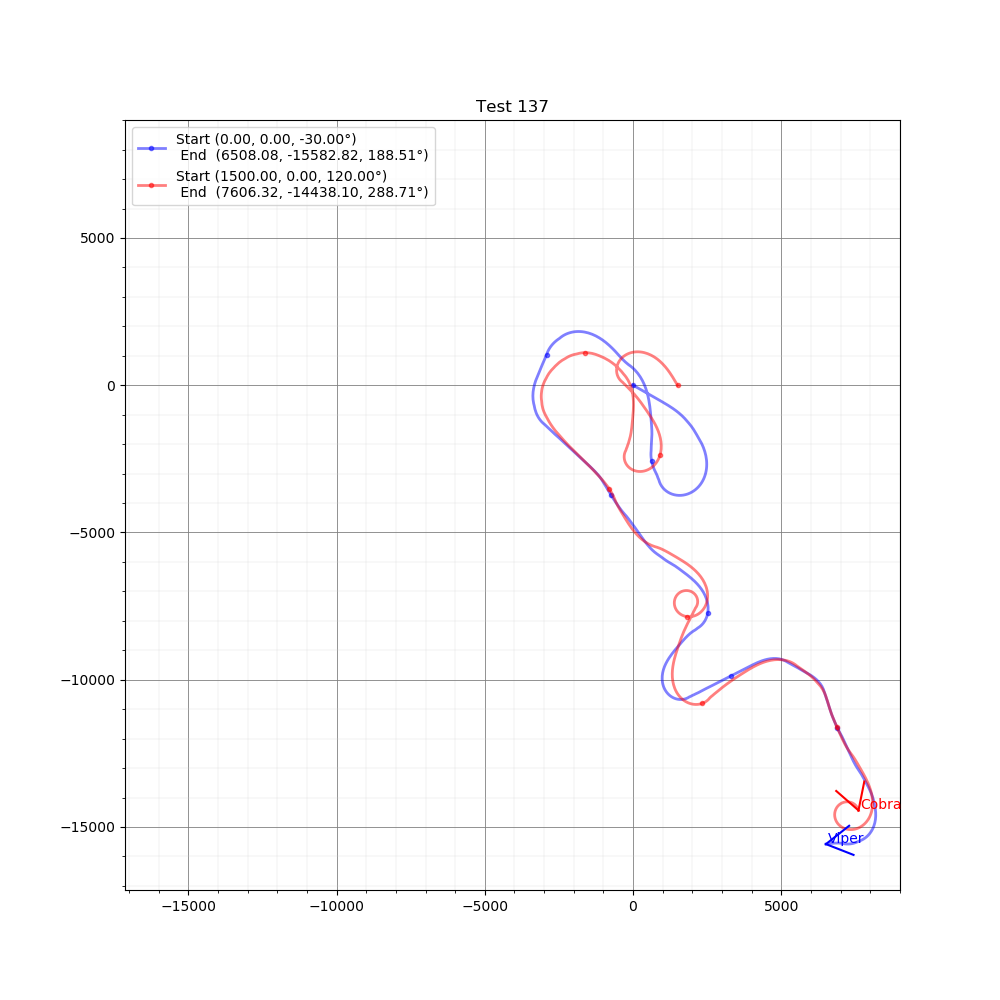 Test 137
Start (0.00, 0.00, -30.00°)
End (6508.08, -15582.82, 188.51°)
Start (1500.00, 0.00, 120.00°)
End (7606.32, -14438.10, 288.71°)
5000
0
−5000
−10000
−15000
Cobra
Viper
−15000 −10000 −5000 0 5000